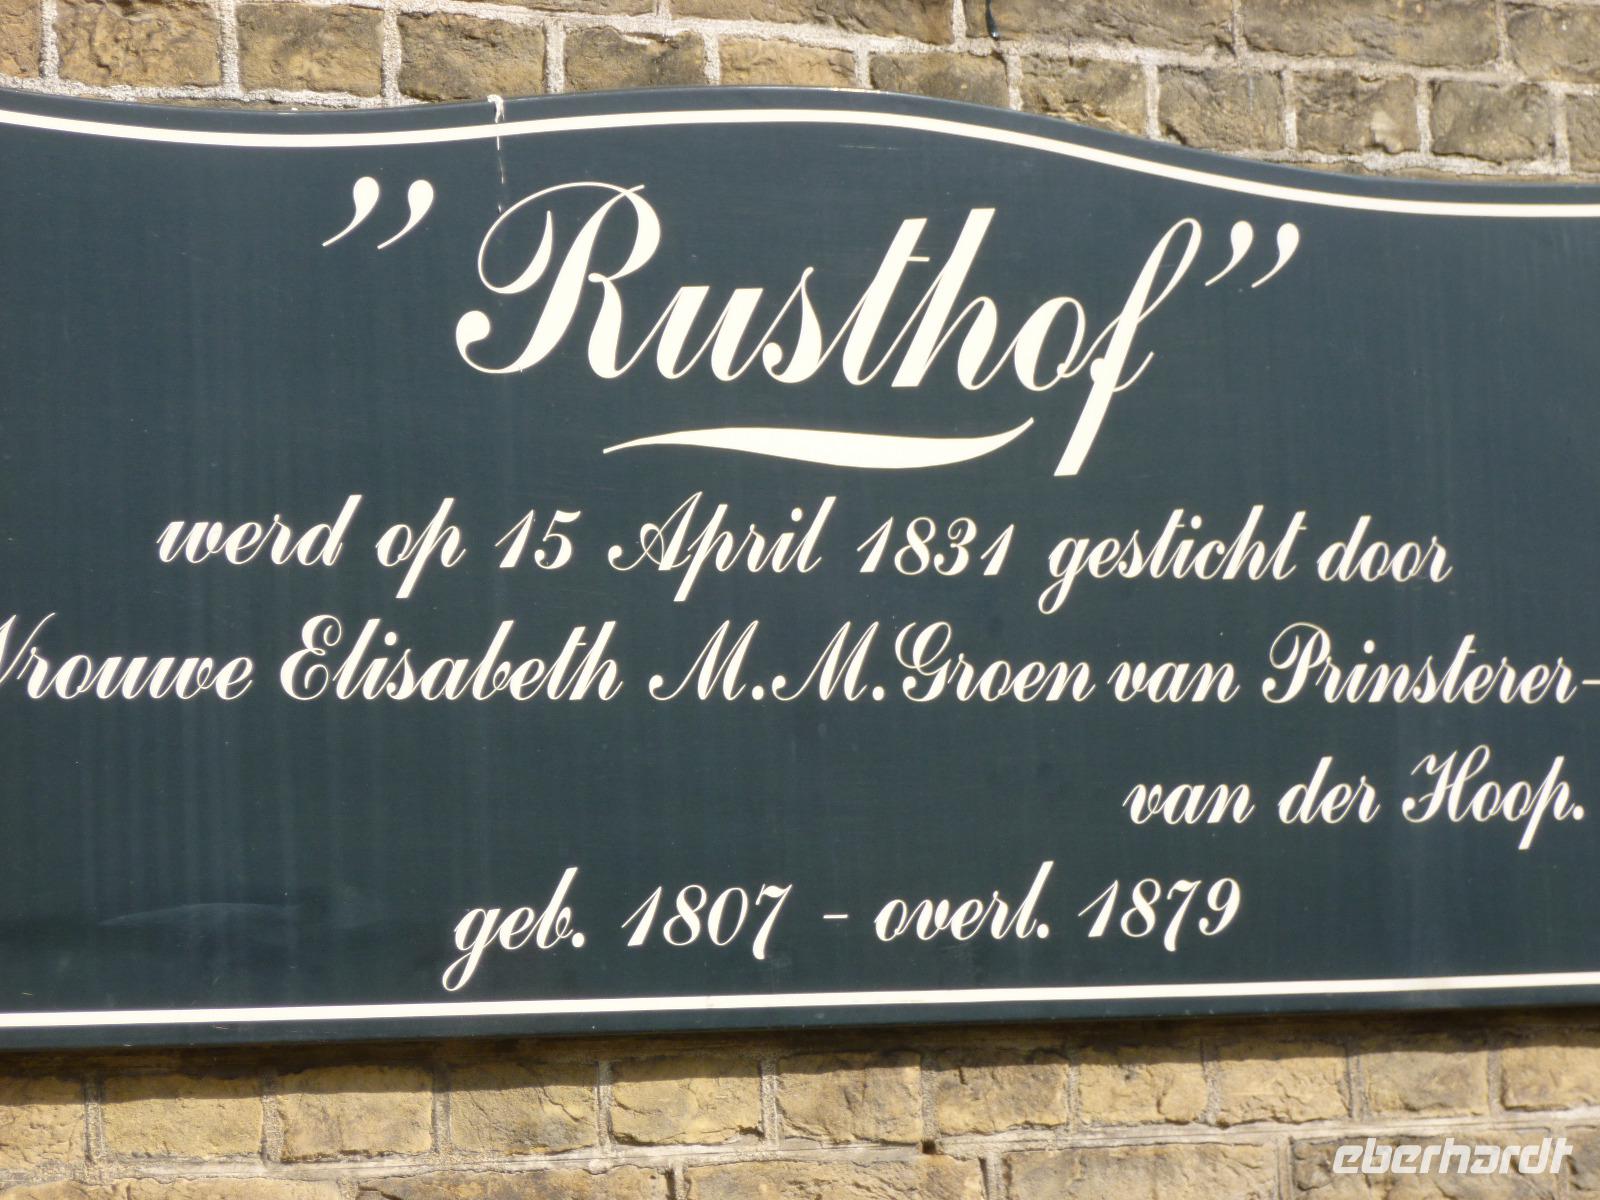 ”Rusthof”
werd op 15 April 1831 gesticht door
Vrouwe Elisabeth M.M. Groen van Prinsterer-
van der Hoop.
geb. 1807 - overl. 1879
eberhardt